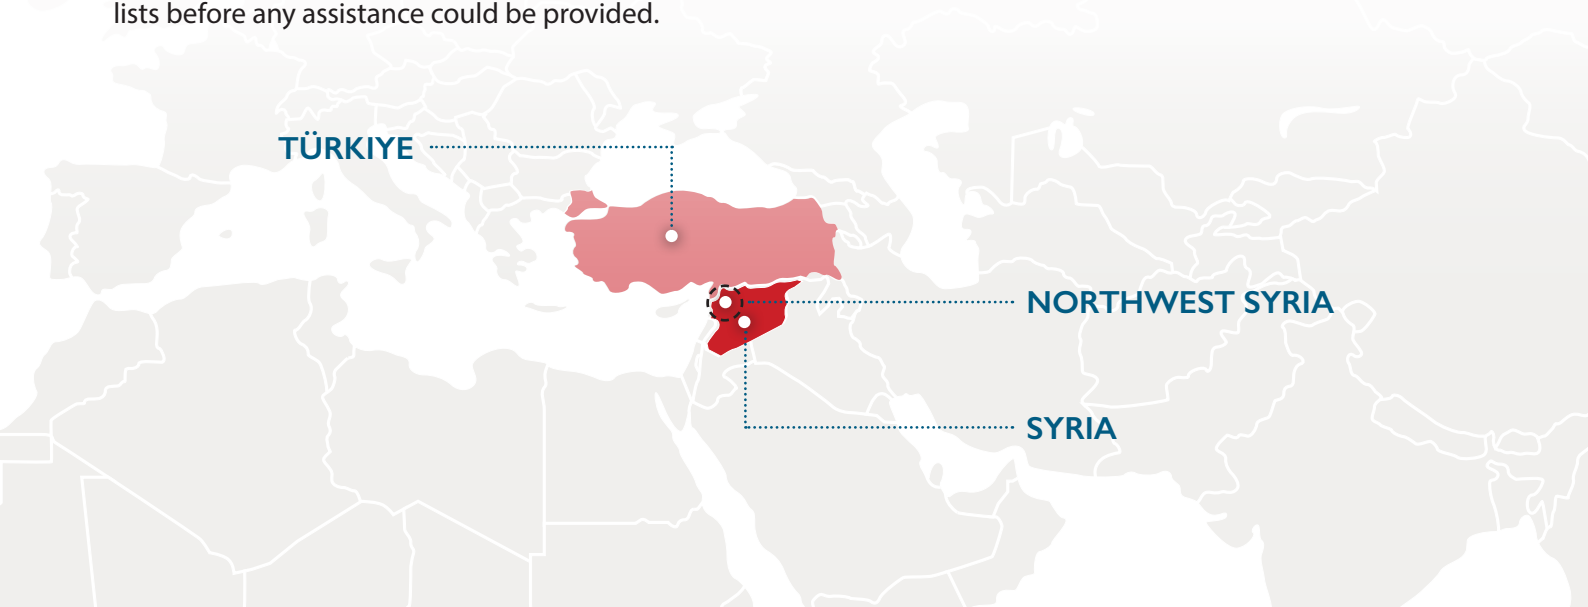 lists before any assistance could be provided.
TÜRKIYE
NORTHWEST SYRIA
SYRIA